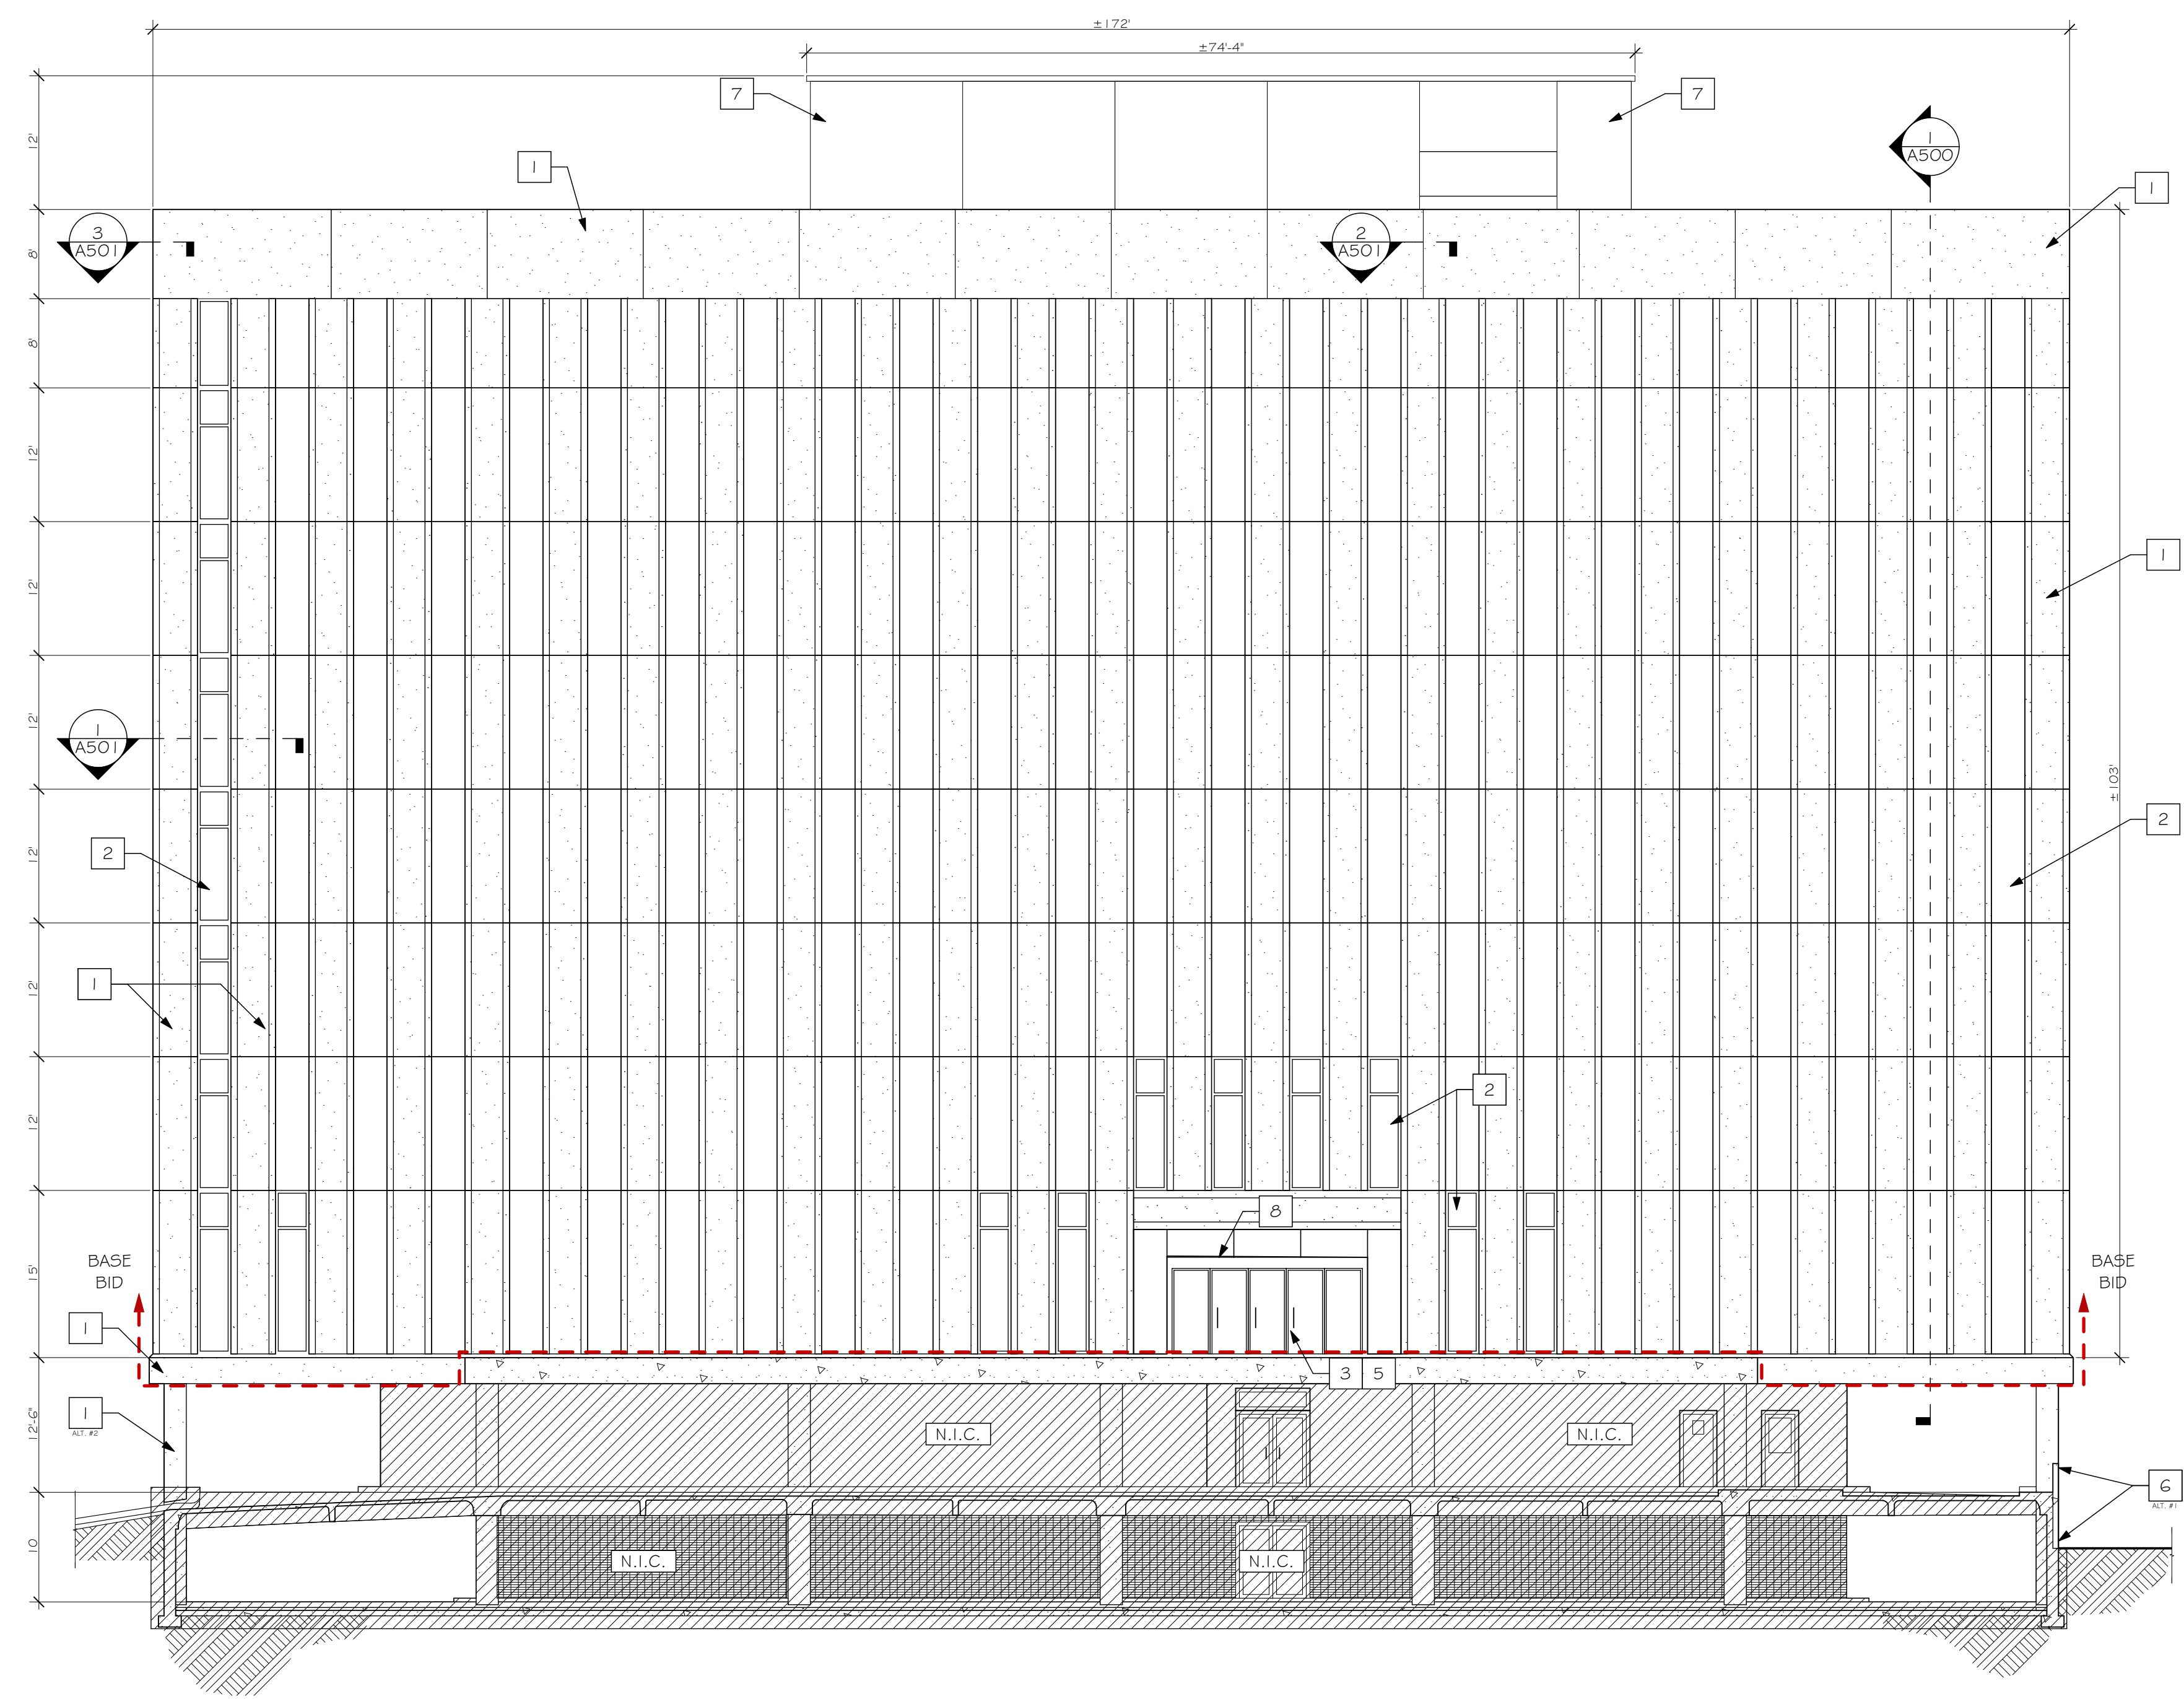 ±172'
±74'-4"
7
7
12'
1
1
A500
1
3
A501
2
A501
8'
8'
12'
1
12'
12'
1
A501
±103'
2
12'
2
12'
1
12'
2
8
15'
BASE
BID
BASE
BID
1
3 5
12'-6"
1
ALT. #2
N.I.C.
N.I.C.
6
ALT. #1
10
N.I.C.
N.I.C.